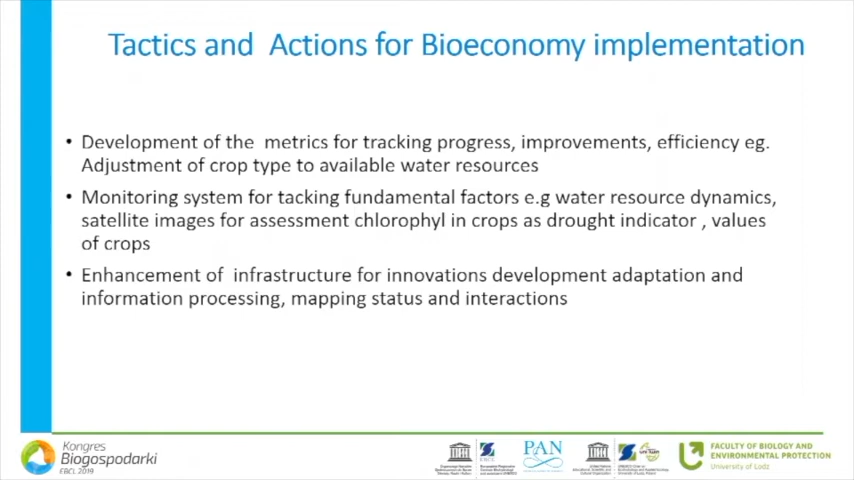 Tactics and Actions for Bioeconomy implementation
• Development of the metrics for tracking progress, improvements, efficiency eg.
Adjustment of crop type to available water resources
• Monitoring system for tacking fundamental factors e.g water resource dynamics,
satellite images for assessment chlorophyl in crops as drought indicator , values
of crops
• Enhancement of infrastructure for innovations development adaptation and
information processing, mapping status and interactions
Kongres
Biogospodarki
EBCL 2019
PAN
FACULTY OF BIOLOGY AND
ENVIRONMENTAL PROTECTION
University of Lodz